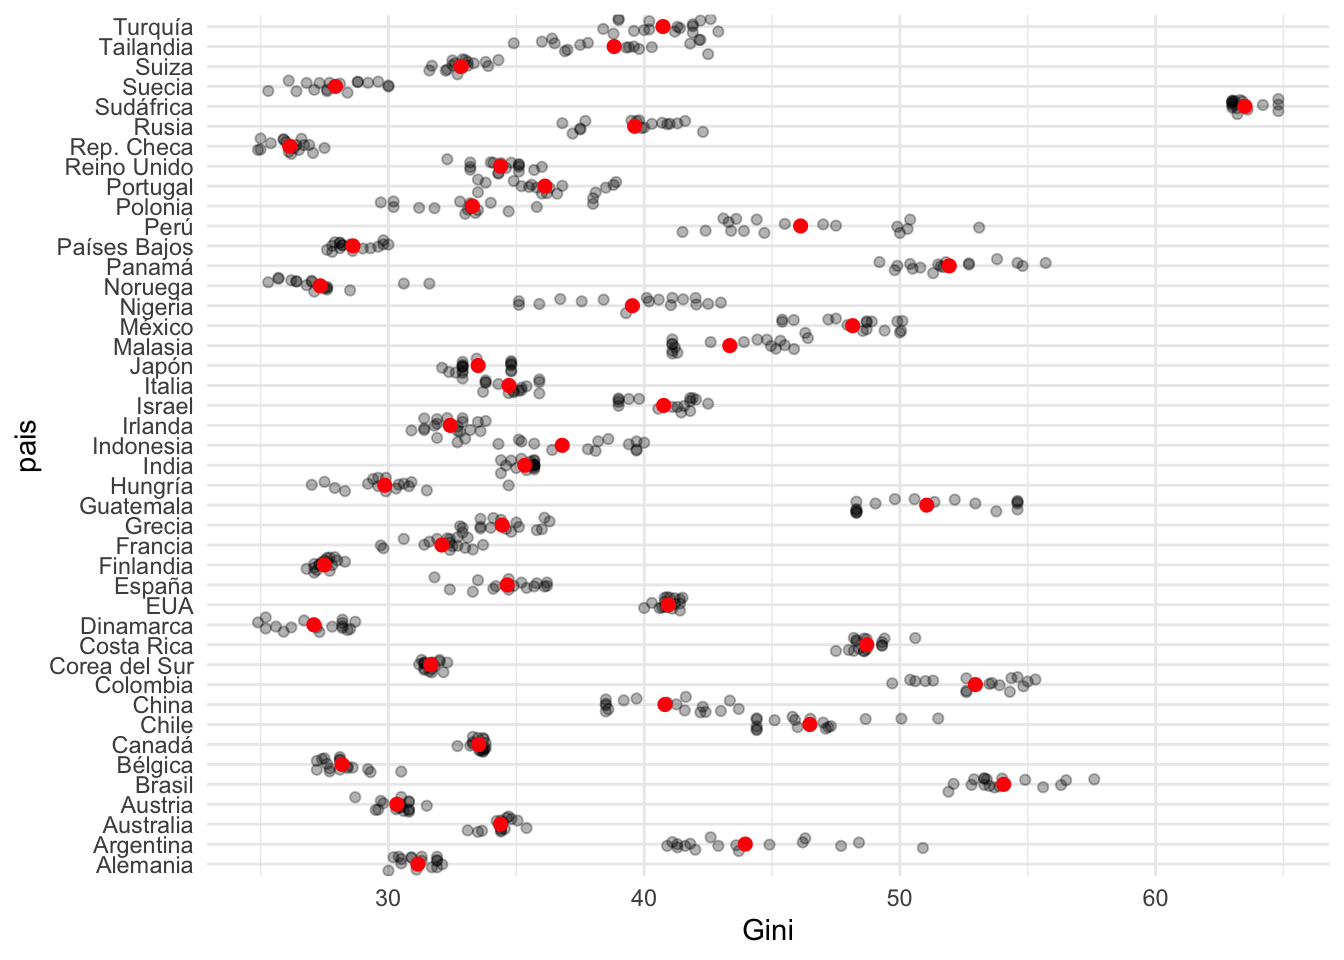 Turquía
Tailandia
Suiza
Suecia
Sudáfrica
Rusia
Rep. Checa
Reino Unido
Portugal
Polonia
Perú
Países Bajos
Panamá
Noruega
Nigeria
México
Malasia
Japón
Italia
Israel
Irlanda
Indonesia
India
Hungría
Guatemala
Grecia
Francia
Finlandia
España
EUA
Dinamarca
Costa Rica
Corea del Sur
Colombia
China
Chile
Canadá
Bélgica
Brasil
Austria
Australia
Argentina
Alemania
pais
30 40 50 60
Gini